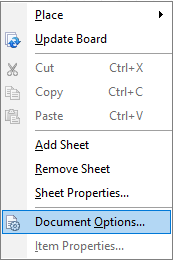 Place
Update Board
Cut Ctrl+X
Copy Ctrl+C
Paste Ctrl+V
Add Sheet
Remove Sheet
Sheet Properties...
Document Options...
Item Properties...